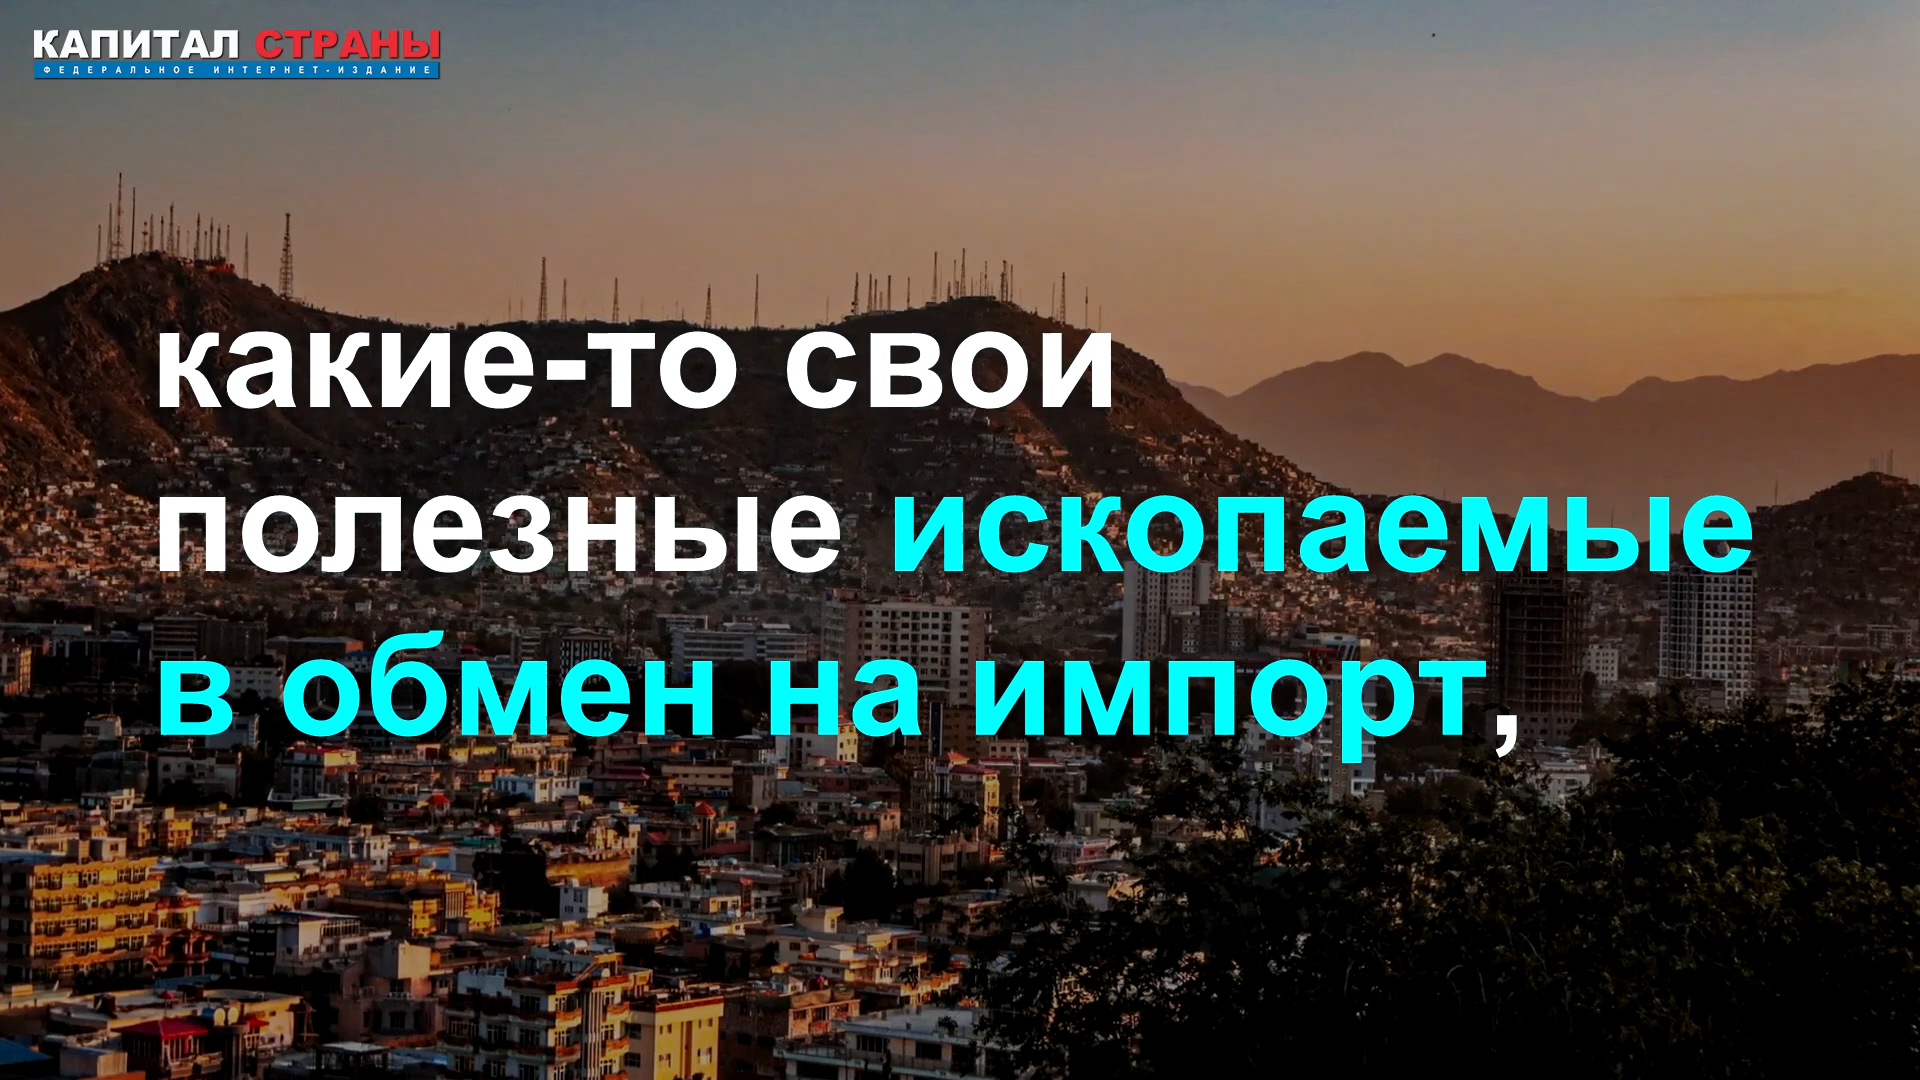 КАПИТАЛ СТРАНЫ
ФЕДЕРАЛЬНОЕ ИНТЕРНЕТ-ИЗДАНИЕ
какие-то свои
полезные ископаемые
в обмен на импорт,